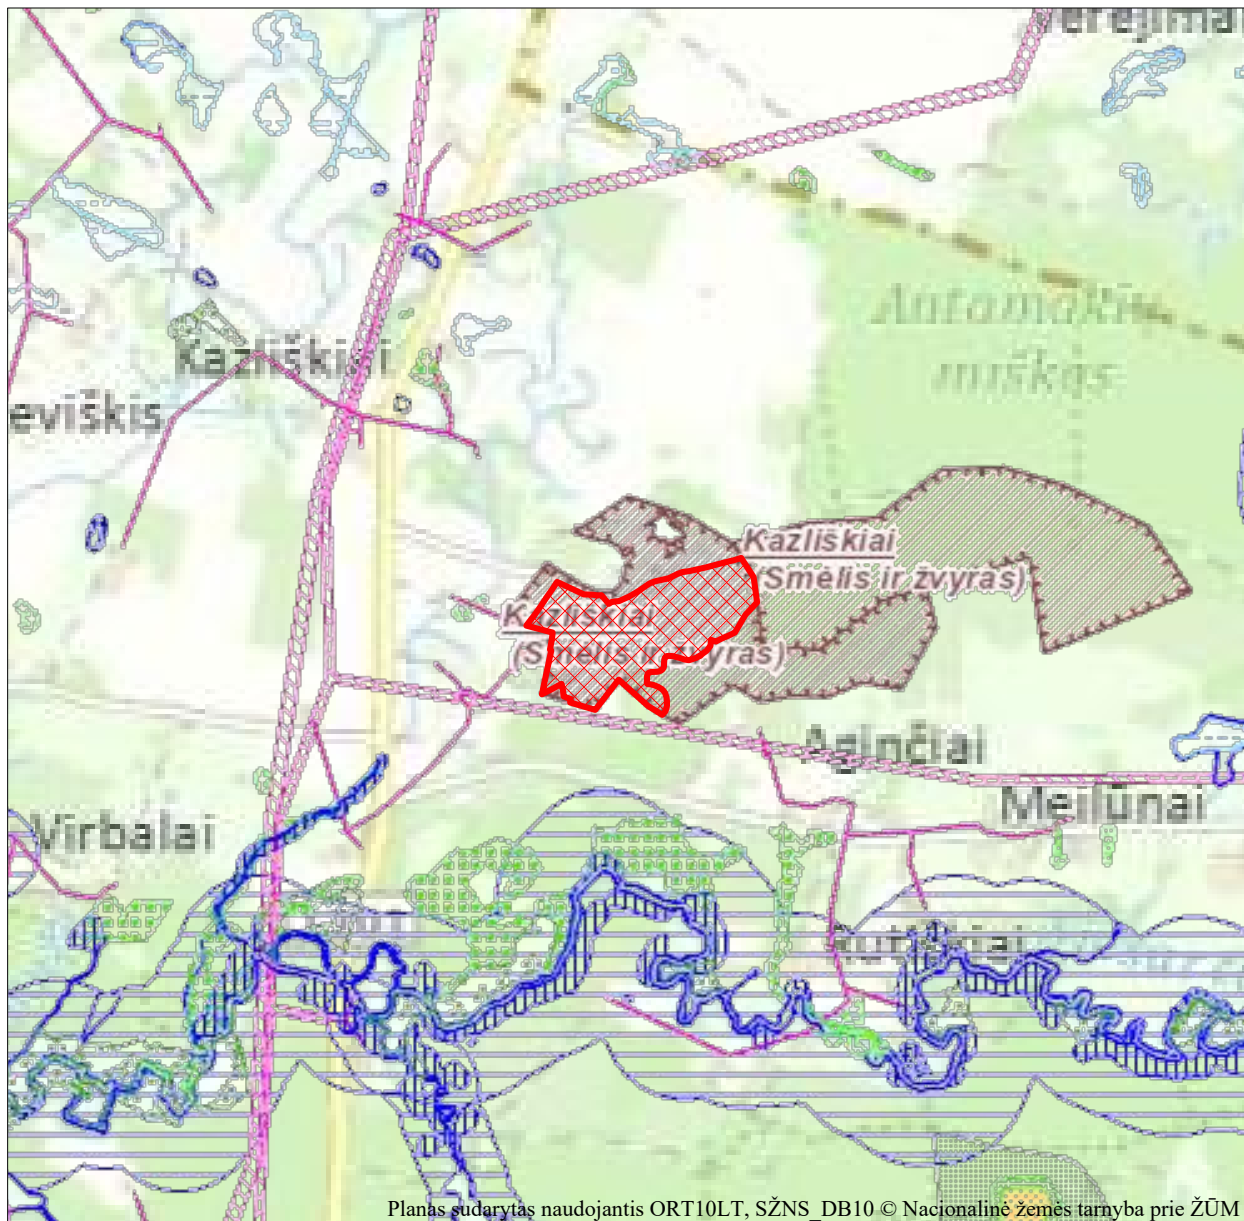 Antamakių
miškas
Kazliškiai
eviškis
Kazliškiai
(Smėlis ir žvyras)
Kazliškiai
(Smėlis ir žvyras)
Aginčiai
Meilūnai
Virbalai
Planas sudarytas naudojantis ORT10LT, SŽNS_DB10 © Nacionalinė žemės tarnyba prie ŽŪM